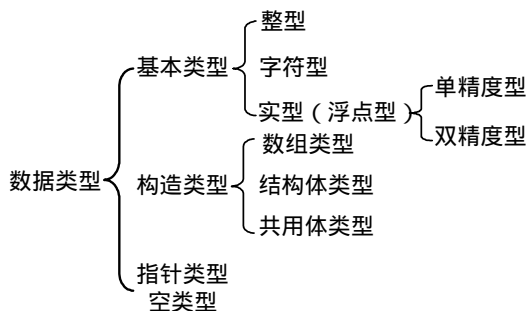 整型
基本类型
字符型
单精度型
实型（浮点型）
双精度型
数组类型
数据类型
构造类型
结构体类型
共用体类型
指针类型
空类型